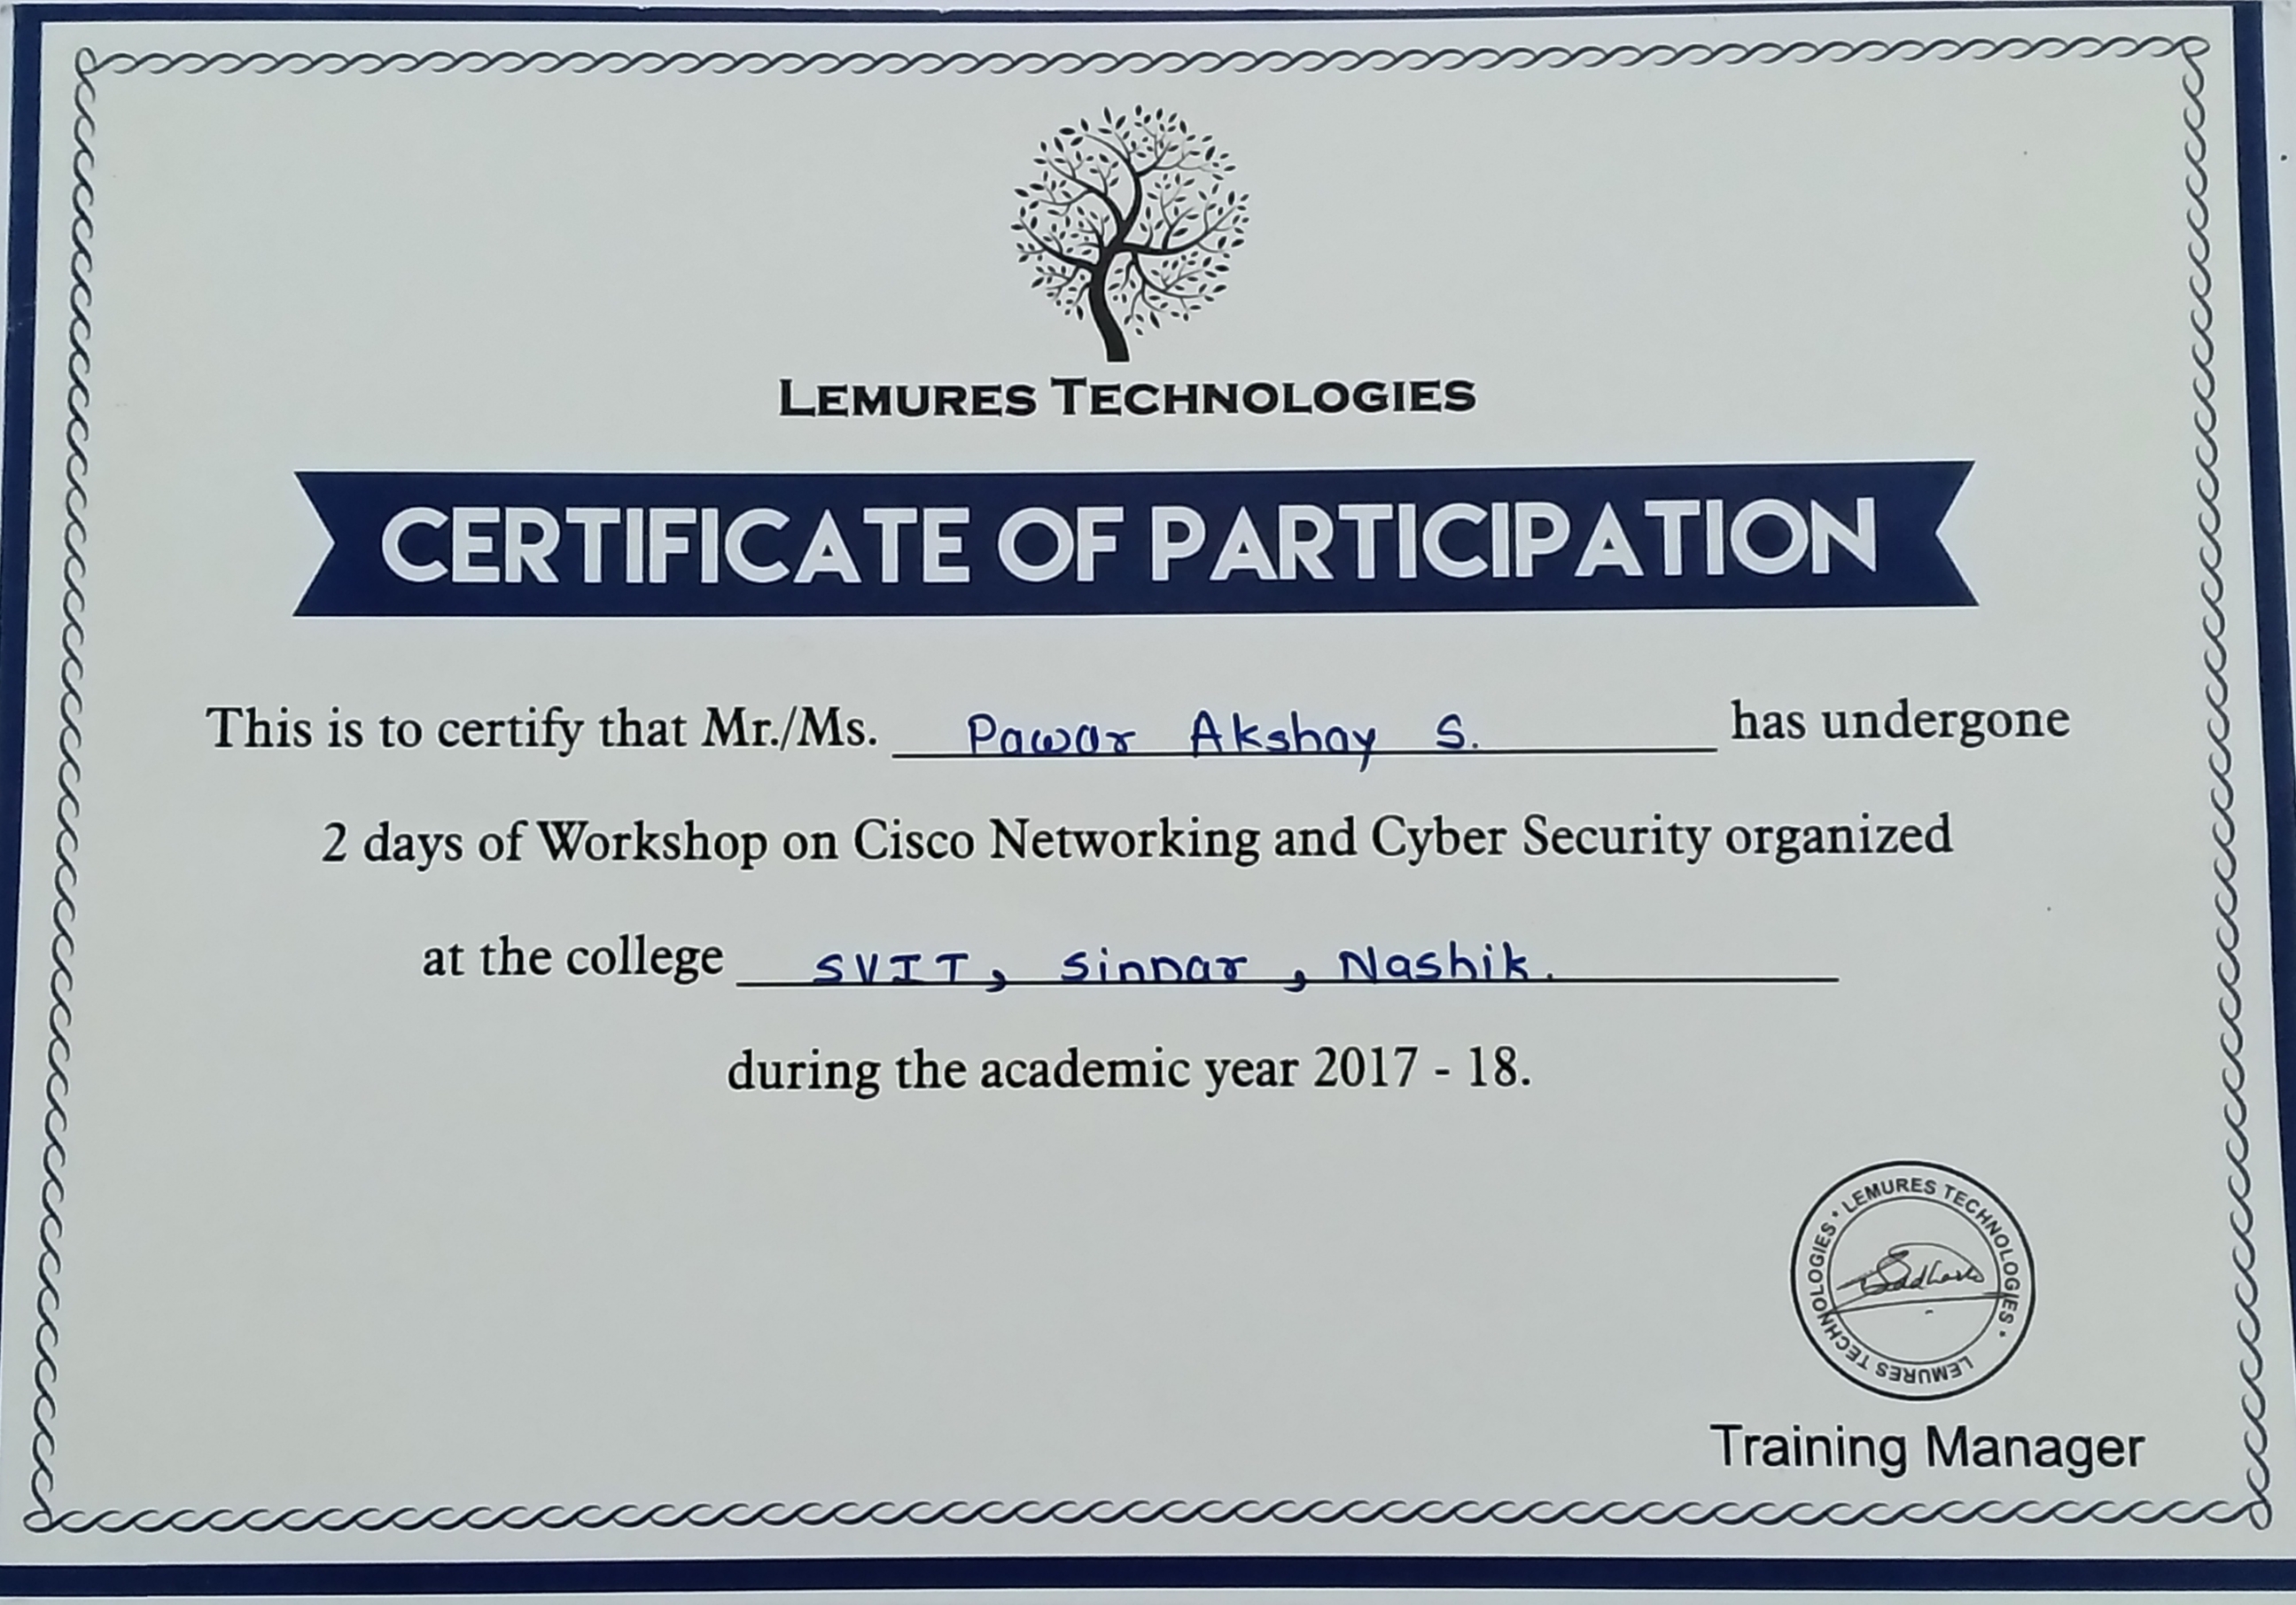 LEMURES TECHNOLOGIES
CERTIFICATE OF PARTICIPATION
This is to certify that Mr./Ms. Pawar Akshay S. has undergone
2 days of Workshop on Cisco Networking and Cyber Security organized
at the college SVIT, Sinnar, Nashik.
during the academic year 2017 - 18.
LEMURES TECHNOLOGIES * LEMURES TECHNOLOGIES *
Training Manager